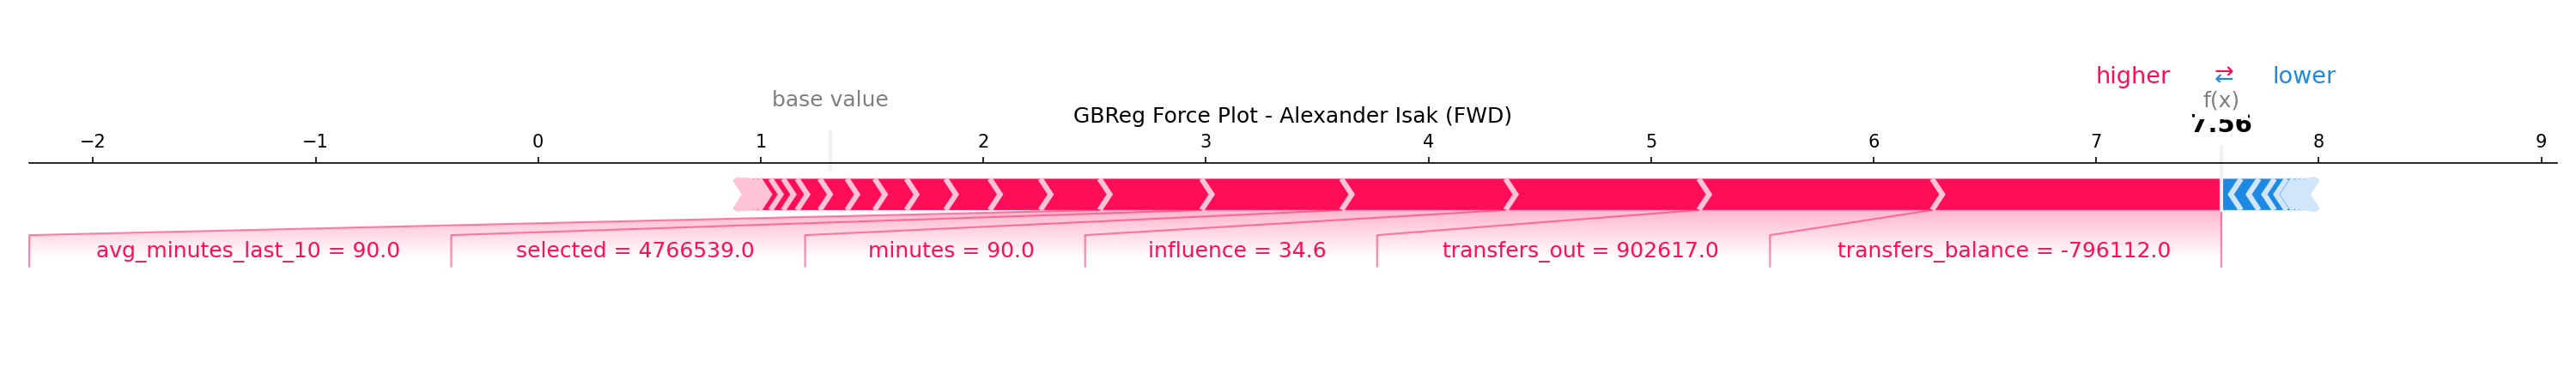 higher ⇄ lower
base value
f(x)
GBReg Force Plot - Alexander Isak (FWD)
7.56
−2 −1 0 1 2 3 4 5 6 7 8 9
avg_minutes_last_10 = 90.0 selected = 4766539.0 minutes = 90.0 influence = 34.6 transfers_out = 902617.0 transfers_balance = -796112.0